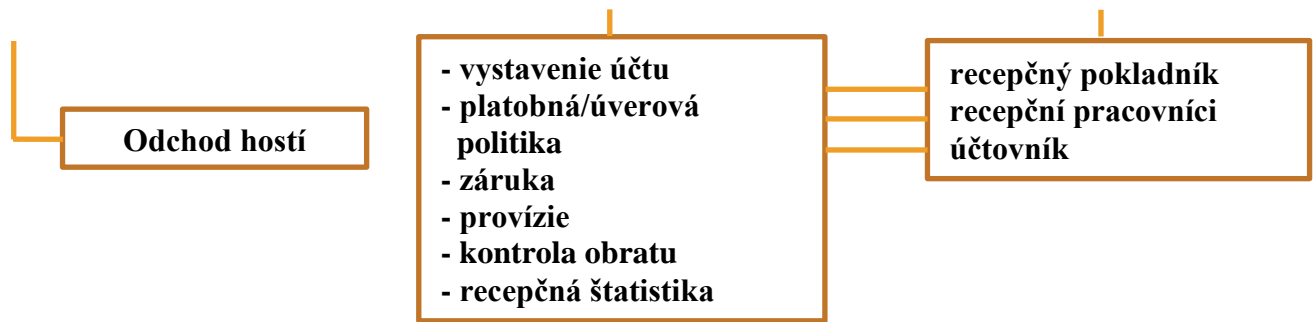 Odchod hostí
- vystavenie účtu
- platobná/úverová
politika
- záruka
- provízie
- kontrola obratu
- recepčná štatistika
recepčný pokladník
recepční pracovníci
účtovník